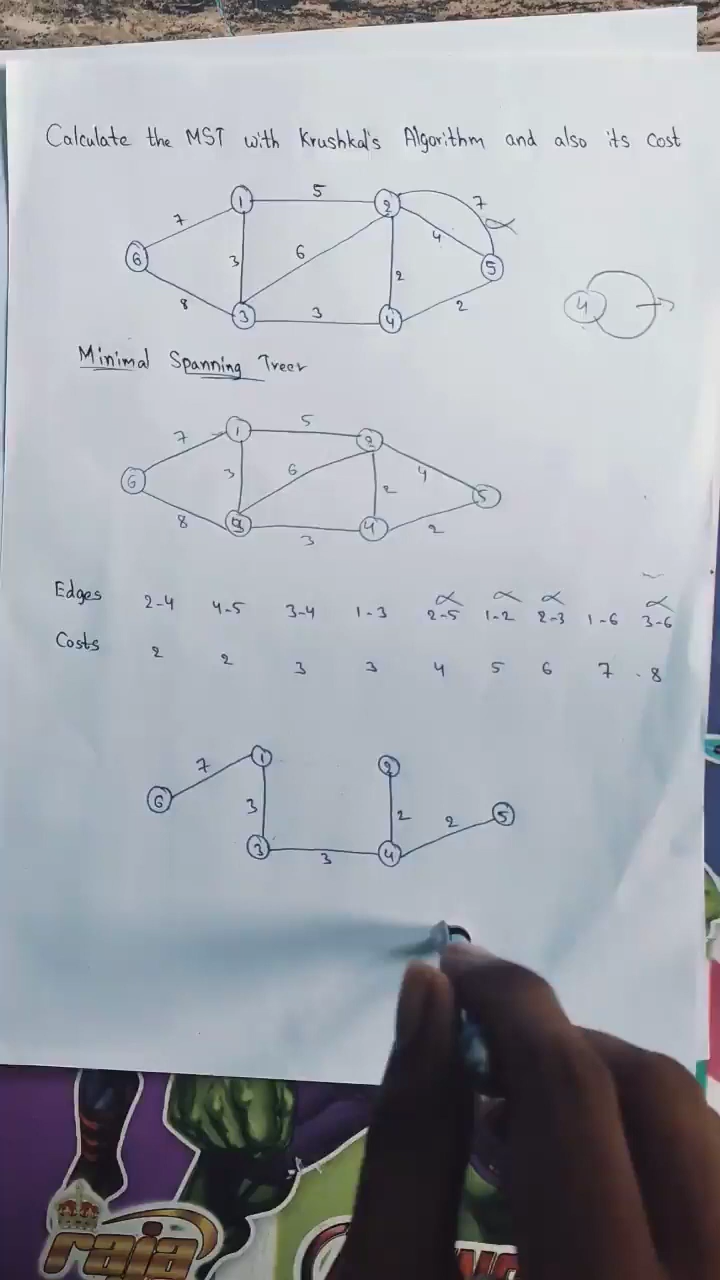 Calculate the MST with Krushkal's Algorithm and also its cost
1 5 2 7
7 4
6 3 6 2 5
8 3 3 4 2
4
Minimal Spanning Treer
1 5 2
7 3 6 4
6 2 5
8 3 4 2
3
Edges 2-4 4-5 3-4 1-3 2-5 1-2 2-3 1-6 3-6
Costs 2 2 3 3 4 5 6 7 8
7 1 2
6 3 2 2 5
3 3 4
raja